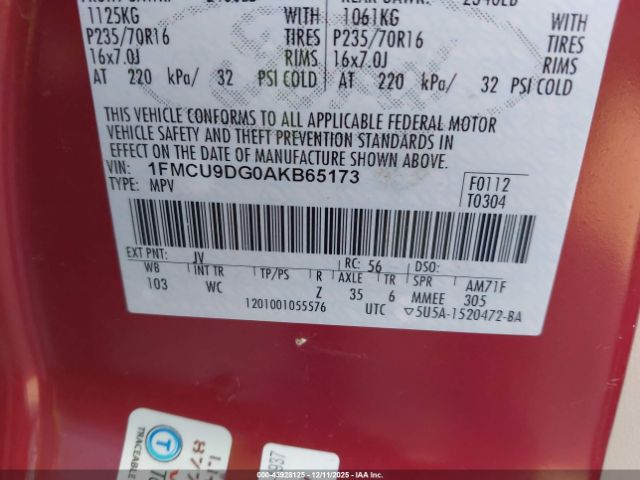 1125KG WITH 1061KG WITH
P235/70R16 TIRES P235/70R16 TIRES
16x7.0J RIMS 16x7.0J RIMS
AT 220 kPa/ 32 PSI COLD AT 220 kPa/ 32 PSI COLD
THIS VEHICLE CONFORMS TO ALL APPLICABLE FEDERAL MOTOR
VEHICLE SAFETY AND THEFT PREVENTION STANDARDS IN
EFFECT ON THE DATE OF MANUFACTURE SHOWN ABOVE.
VIN: 1FMCU9DG0AKB65173
TYPE: MPV
F0112
T0304
EXT PNT: JV RC: 56 DSO:
WB INT TR TP/PS R AXLE TR SPR AM71F
103 WC Z 35 6 MMEE 305
1201001055576 UTC ▽5U5A-1520472-BA
T
TRACEABLE
937
IAA 43928125 - 12/11/2025 - IAAI.COM